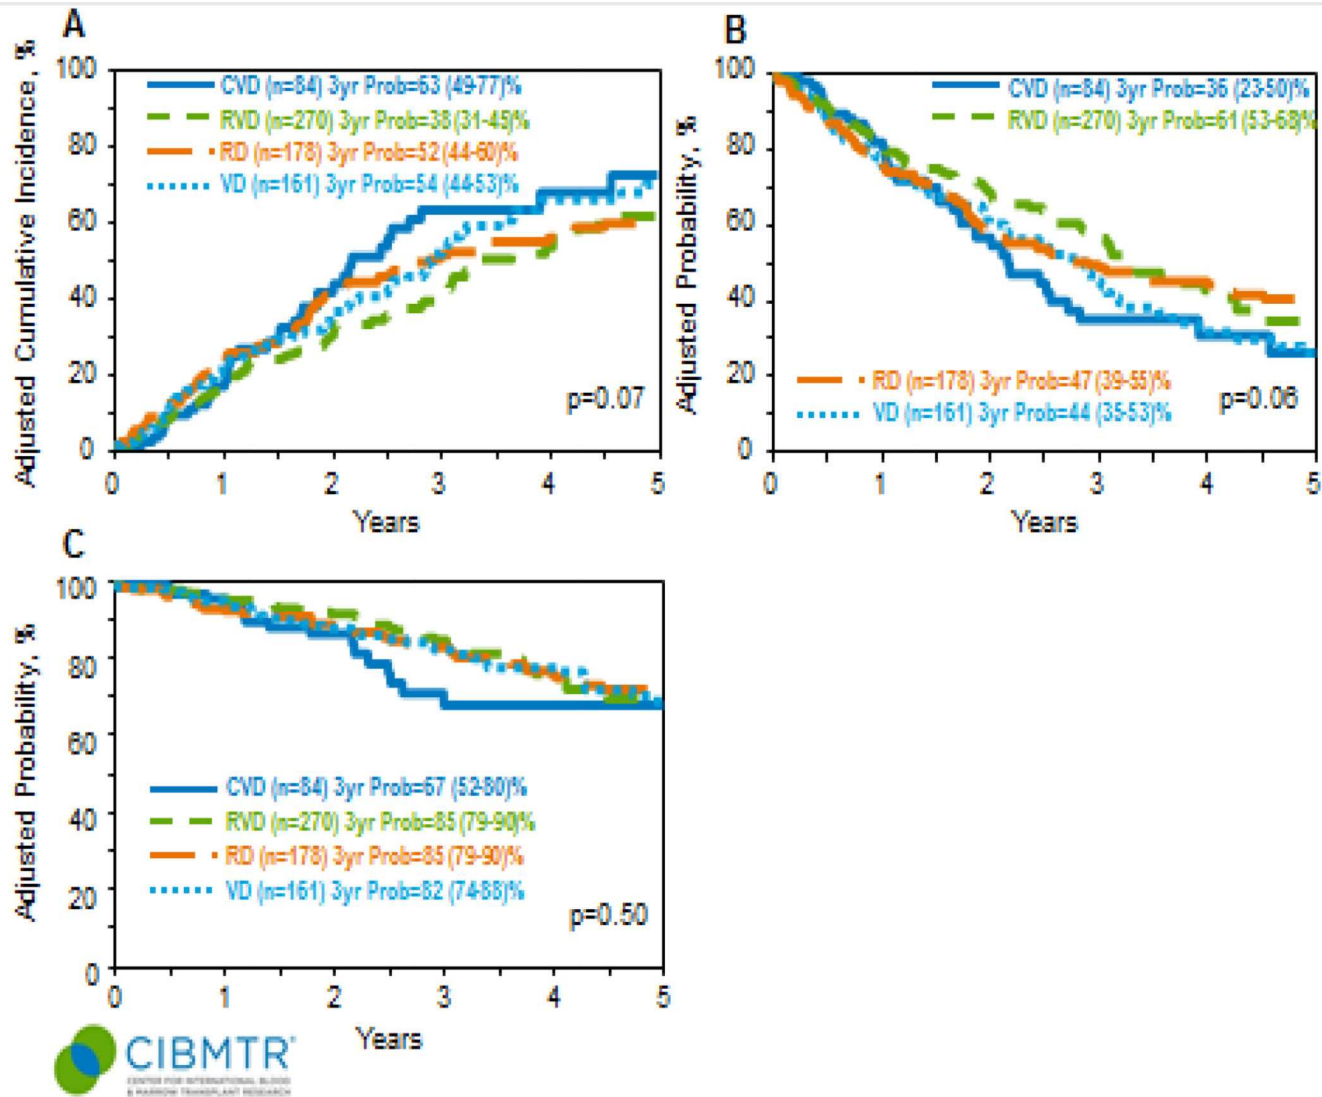 A
Adjusted Cumulative Incidence, %
100
80
60
40
20
0
CVD (n=84) 3yr Prob=63 (49-77)%
RVD (n=270) 3yr Prob=38 (31-45)%
RD (n=178) 3yr Prob=52 (44-60)%
VD (n=161) 3yr Prob=54 (44-53)%
p=0.07
0 1 2 3 4 5
Years
B
Adjusted Probability, %
100
80
60
40
20
0
CVD (n=84) 3yr Prob=36 (23-50)%
RVD (n=270) 3yr Prob=61 (53-68)%
RD (n=178) 3yr Prob=47 (39-55)%
VD (n=161) 3yr Prob=44 (35-53)%
p=0.06
0 1 2 3 4 5
Years
C
Adjusted Probability, %
100
80
60
40
20
0
CVD (n=84) 3yr Prob=67 (52-80)%
RVD (n=270) 3yr Prob=85 (79-90)%
RD (n=178) 3yr Prob=85 (79-90)%
VD (n=161) 3yr Prob=82 (74-88)%
p=0.50
0 1 2 3 4 5
Years
CIBMTR®
CENTER FOR INTERNATIONAL BLOOD
& MARROW TRANSPLANT RESEARCH